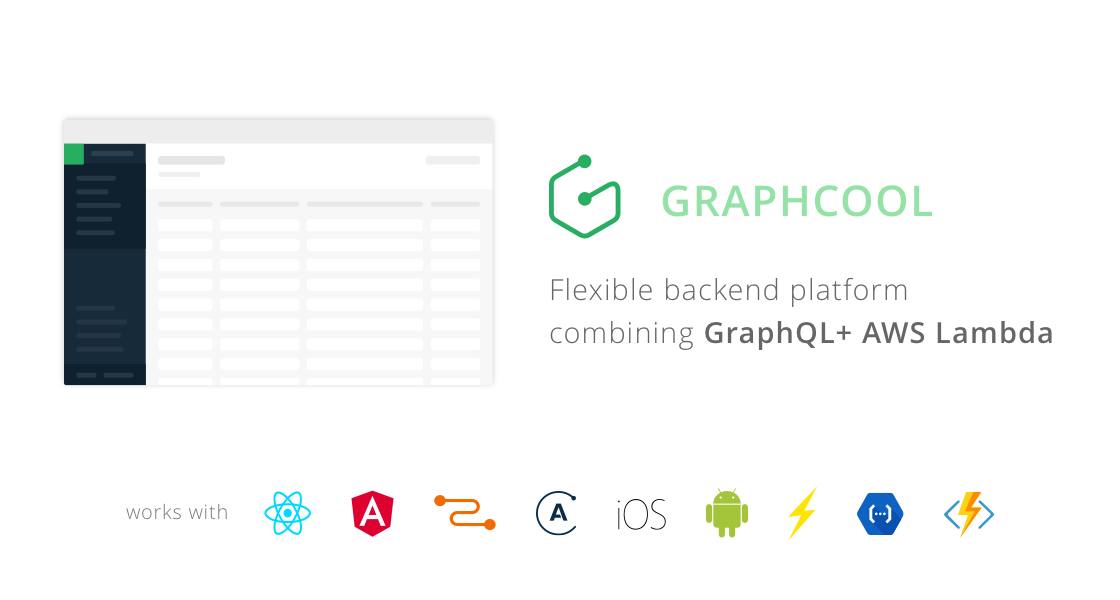 GRAPHCOOL
Flexible backend platform
combining GraphQL+ AWS Lambda
works with
A
A
iOS